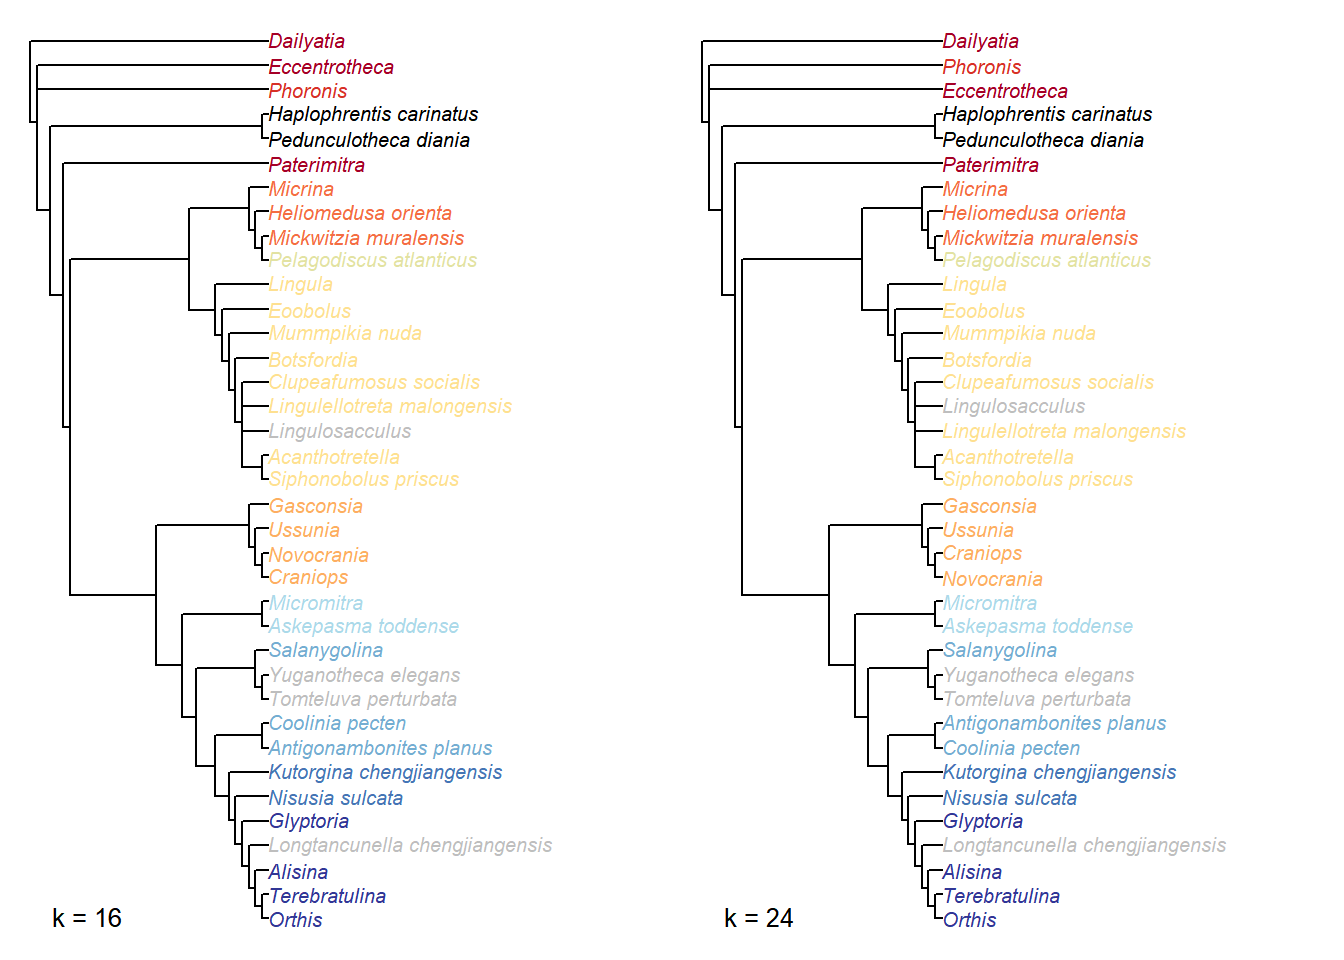 Dailyatia
Eccentrotheca
Phoronis
Haplophrentis carinatus
Pedunculotheca diania
Paterimitra
Micrina
Heliomedusa orienta
Mickwitzia muralensis
Pelagodiscus atlanticus
Lingula
Eoobolus
Mummpikia nuda
Botsfordia
Clupeafumosus socialis
Lingulellotreta malongensis
Lingulosacculus
Acanthotretella
Siphonobolus priscus
Gasconsia
Ussunia
Novocrania
Craniops
Micromitra
Askepasma toddense
Salanygolina
Yuganotheca elegans
Tomteluva perturbata
Coolinia pecten
Antigonambonites planus
Kutorgina chengjiangensis
Nisusia sulcata
Glyptoria
Longtancunella chengjiangensis
Alisina
Terebratulina
Orthis
k = 16
Dailyatia
Phoronis
Eccentrotheca
Haplophrentis carinatus
Pedunculotheca diania
Paterimitra
Micrina
Heliomedusa orienta
Mickwitzia muralensis
Pelagodiscus atlanticus
Lingula
Eoobolus
Mummpikia nuda
Botsfordia
Clupeafumosus socialis
Lingulosacculus
Lingulellotreta malongensis
Acanthotretella
Siphonobolus priscus
Gasconsia
Ussunia
Craniops
Novocrania
Micromitra
Askepasma toddense
Salanygolina
Yuganotheca elegans
Tomteluva perturbata
Antigonambonites planus
Coolinia pecten
Kutorgina chengjiangensis
Nisusia sulcata
Glyptoria
Longtancunella chengjiangensis
Alisina
Terebratulina
Orthis
k = 24